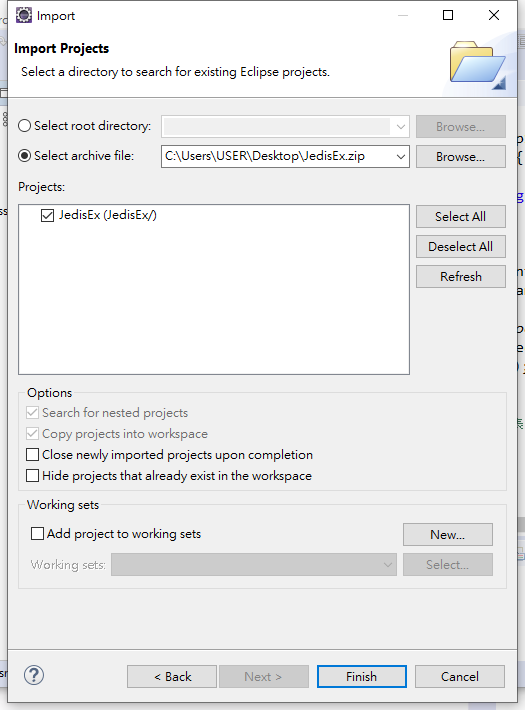 Import
Import Projects
Select a directory to search for existing Eclipse projects.
Select root directory:
Browse...
Select archive file:
C:\Users\USER\Desktop\JedisEx.zip
Browse...
Projects:
JedisEx (JedisEx/)
Select All
Deselect All
Refresh
Options
Search for nested projects
Copy projects into workspace
Close newly imported projects upon completion
Hide projects that already exist in the workspace
Working sets
Add project to working sets
New...
Working sets:
Select...
?
< Back
Next >
Finish
Cancel